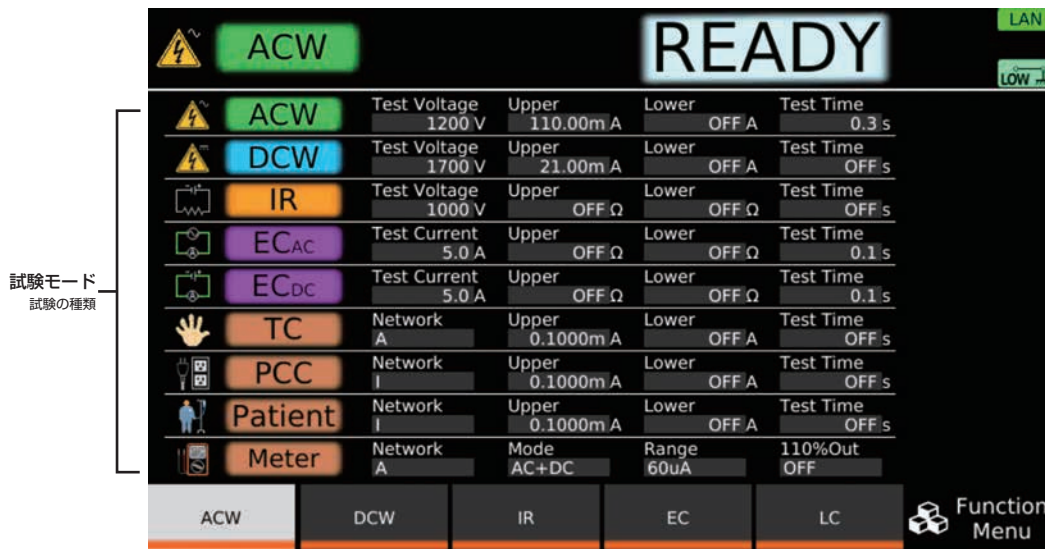 ACW
READY
LAN
LOW
試験モード
試験の種類
ACW
Test Voltage
1200 V
Upper
110.00m A
Lower
OFF A
Test Time
0.3 s
DCW
Test Voltage
1700 V
Upper
21.00m A
Lower
OFF A
Test Time
OFF s
IR
Test Voltage
1000 V
Upper
OFF Ω
Lower
OFF Ω
Test Time
OFF s
ECAC
Test Current
5.0 A
Upper
OFF Ω
Lower
OFF Ω
Test Time
0.1 s
ECDC
Test Current
5.0 A
Upper
OFF Ω
Lower
OFF Ω
Test Time
0.1 s
TC
Network
A
Upper
0.1000m A
Lower
OFF A
Test Time
OFF s
PCC
Network
I
Upper
0.1000m A
Lower
OFF A
Test Time
OFF s
Patient
Network
I
Upper
0.1000m A
Lower
OFF A
Test Time
OFF s
Meter
Network
A
Mode
AC+DC
Range
60uA
110%Out
OFF
ACW
DCW
IR
EC
LC
Function
Menu